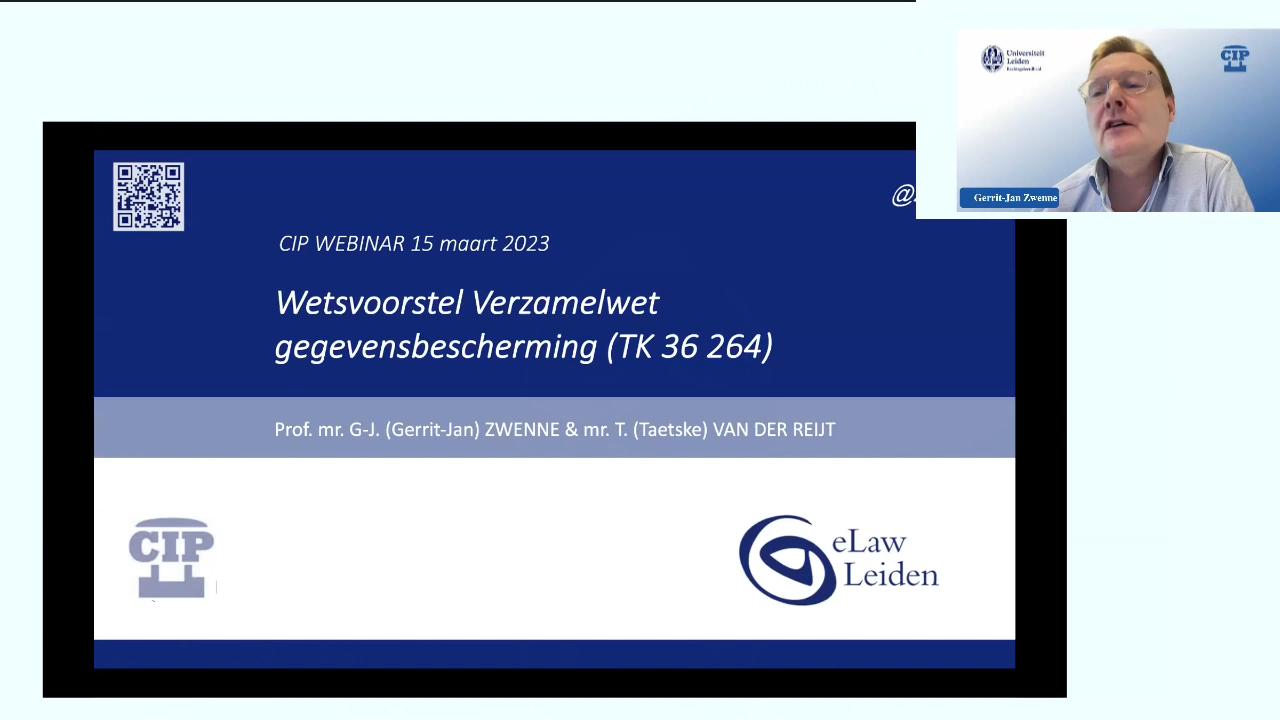 Universiteit
Leiden
CIP
Gerrit-Jan Zwenne
@
CIP WEBINAR 15 maart 2023
Wetsvoorstel Verzamelwet
gegevensbescherming (TK 36 264)
Prof. mr. G-J. (Gerrit-Jan) ZWENNE & mr. T. (Taetske) VAN DER REIJT
CIP
eLaw
Leiden